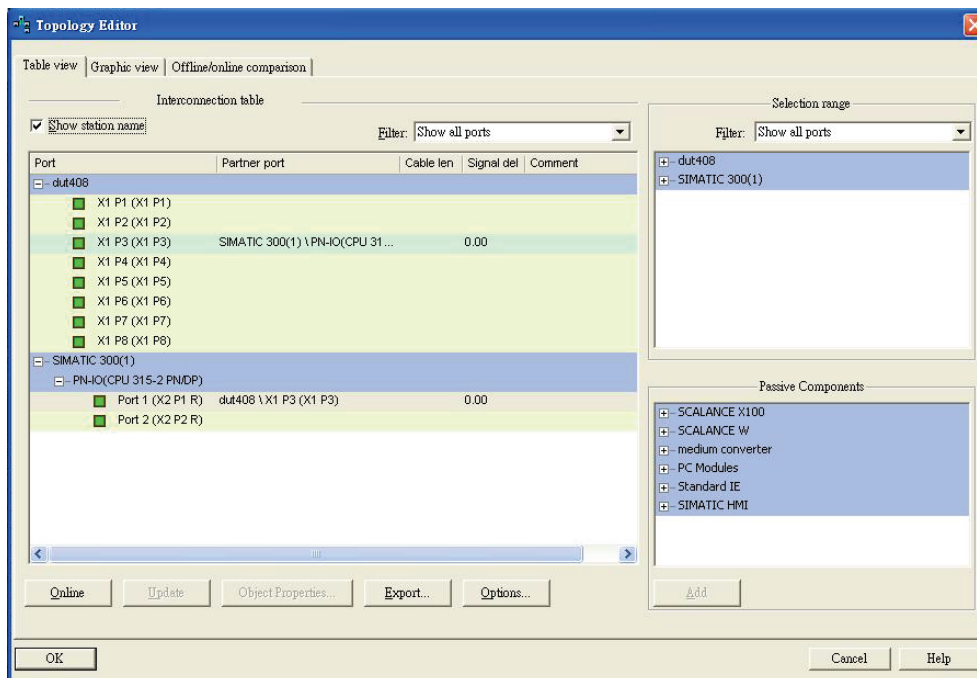 Topology Editor
Table view Graphic view Offline/online comparison
Interconnection table
Show station name
Filter: Show all ports
Port Partner port Cable len Signal del Comment
dut408
X1 P1 (X1 P1)
X1 P2 (X1 P2)
X1 P3 (X1 P3) SIMATIC 300(1) \ PN-IO(CPU 31... 0.00
X1 P4 (X1 P4)
X1 P5 (X1 P5)
X1 P6 (X1 P6)
X1 P7 (X1 P7)
X1 P8 (X1 P8)
SIMATIC 300(1)
PN-IO(CPU 315-2 PN/DP)
Port 1 (X2 P1 R) dut408 \ X1 P3 (X1 P3) 0.00
Port 2 (X2 P2 R)
Online Update Object Properties... Export... Options...
Selection range
Filter: Show all ports
dut408
SIMATIC 300(1)
Passive Components
SCALANCE X100
SCALANCE W
medium converter
PC Modules
Standard IE
SIMATIC HMI
Add
OK Cancel Help